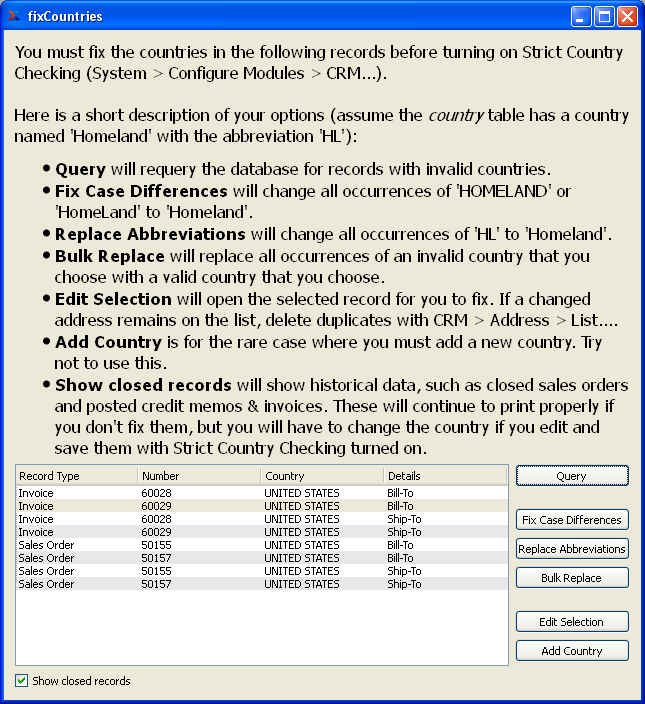 fixCountries
You must fix the countries in the following records before turning on Strict Country
Checking (System > Configure Modules > CRM...).
Here is a short description of your options (assume the country table has a country
named 'Homeland' with the abbreviation 'HL'):
• Query will requery the database for records with invalid countries.
• Fix Case Differences will change all occurrences of 'HOMELAND' or
'HomeLand' to 'Homeland'.
• Replace Abbreviations will change all occurrences of 'HL' to 'Homeland'.
• Bulk Replace will replace all occurrences of an invalid country that you
choose with a valid country that you choose.
• Edit Selection will open the selected record for you to fix. If a changed
address remains on the list, delete duplicates with CRM > Address > List....
• Add Country is for the rare case where you must add a new country. Try
not to use this.
• Show closed records will show historical data, such as closed sales orders
and posted credit memos & invoices. These will continue to print properly if
you don't fix them, but you will have to change the country if you edit and
save them with Strict Country Checking turned on.
Record Type Number Country Details
Invoice 60028 UNITED STATES Bill-To
Invoice 60029 UNITED STATES Bill-To
Invoice 60028 UNITED STATES Ship-To
Invoice 60029 UNITED STATES Ship-To
Sales Order 50155 UNITED STATES Bill-To
Sales Order 50157 UNITED STATES Bill-To
Sales Order 50155 UNITED STATES Ship-To
Sales Order 50157 UNITED STATES Ship-To
Query
Fix Case Differences
Replace Abbreviations
Bulk Replace
Edit Selection
Add Country
Show closed records